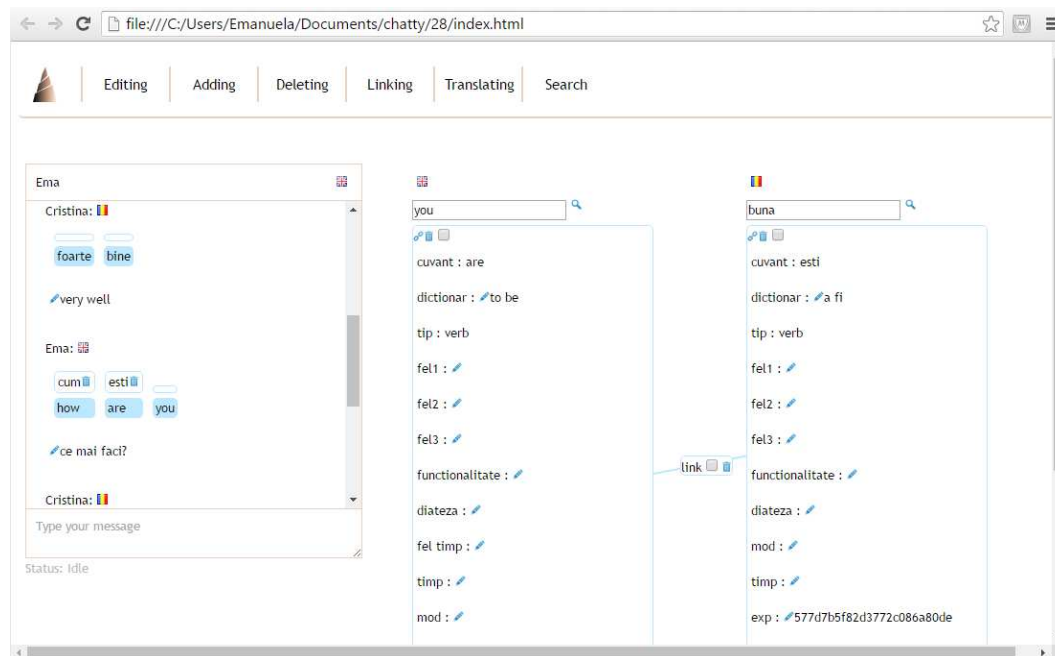 file:///C:/Users/Emanuela/Documents/chatty/28/index.html
Editing Adding Deleting Linking Translating Search
Ema
Cristina:
foarte bine
very well
Ema:
cum esti
how are you
ce mai faci?
Cristina:
Type your message
Status: Idle
you
cuvant : are
dictionar : to be
tip : verb
fel1 :
fel2 :
fel3 :
functionalitate :
diateza :
fel timp :
timp :
mod :
link
buna
cuvant : esti
dictionar : a fi
tip : verb
fel1 :
fel2 :
fel3 :
functionalitate :
diateza :
mod :
timp :
exp : 577d7b5f82d3772c086a80de